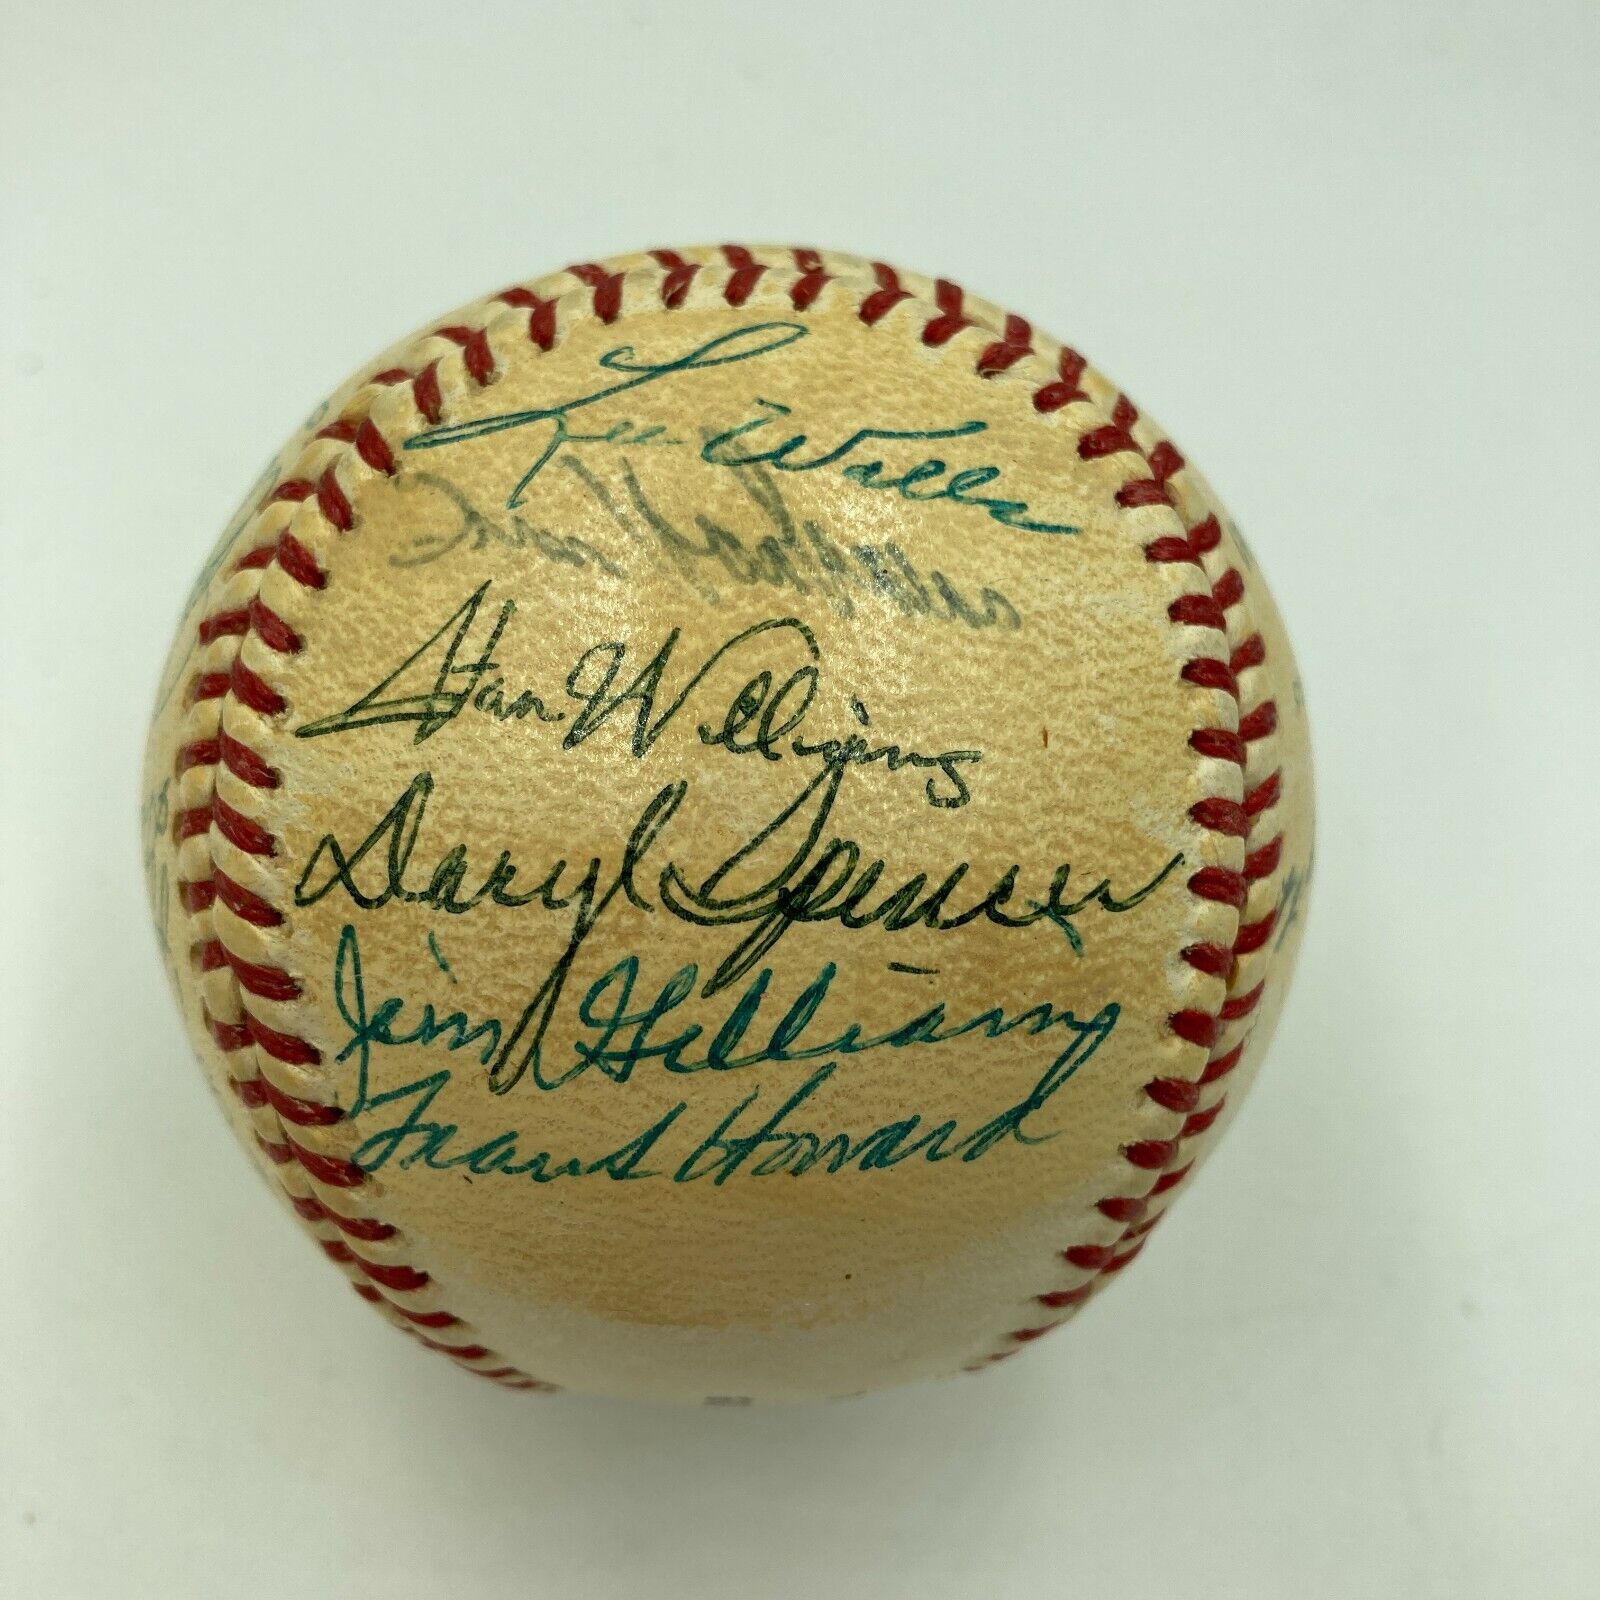 Lee Walls
Stan Williams
Daryl Spencer
Jim Gilliam
Frank Howard